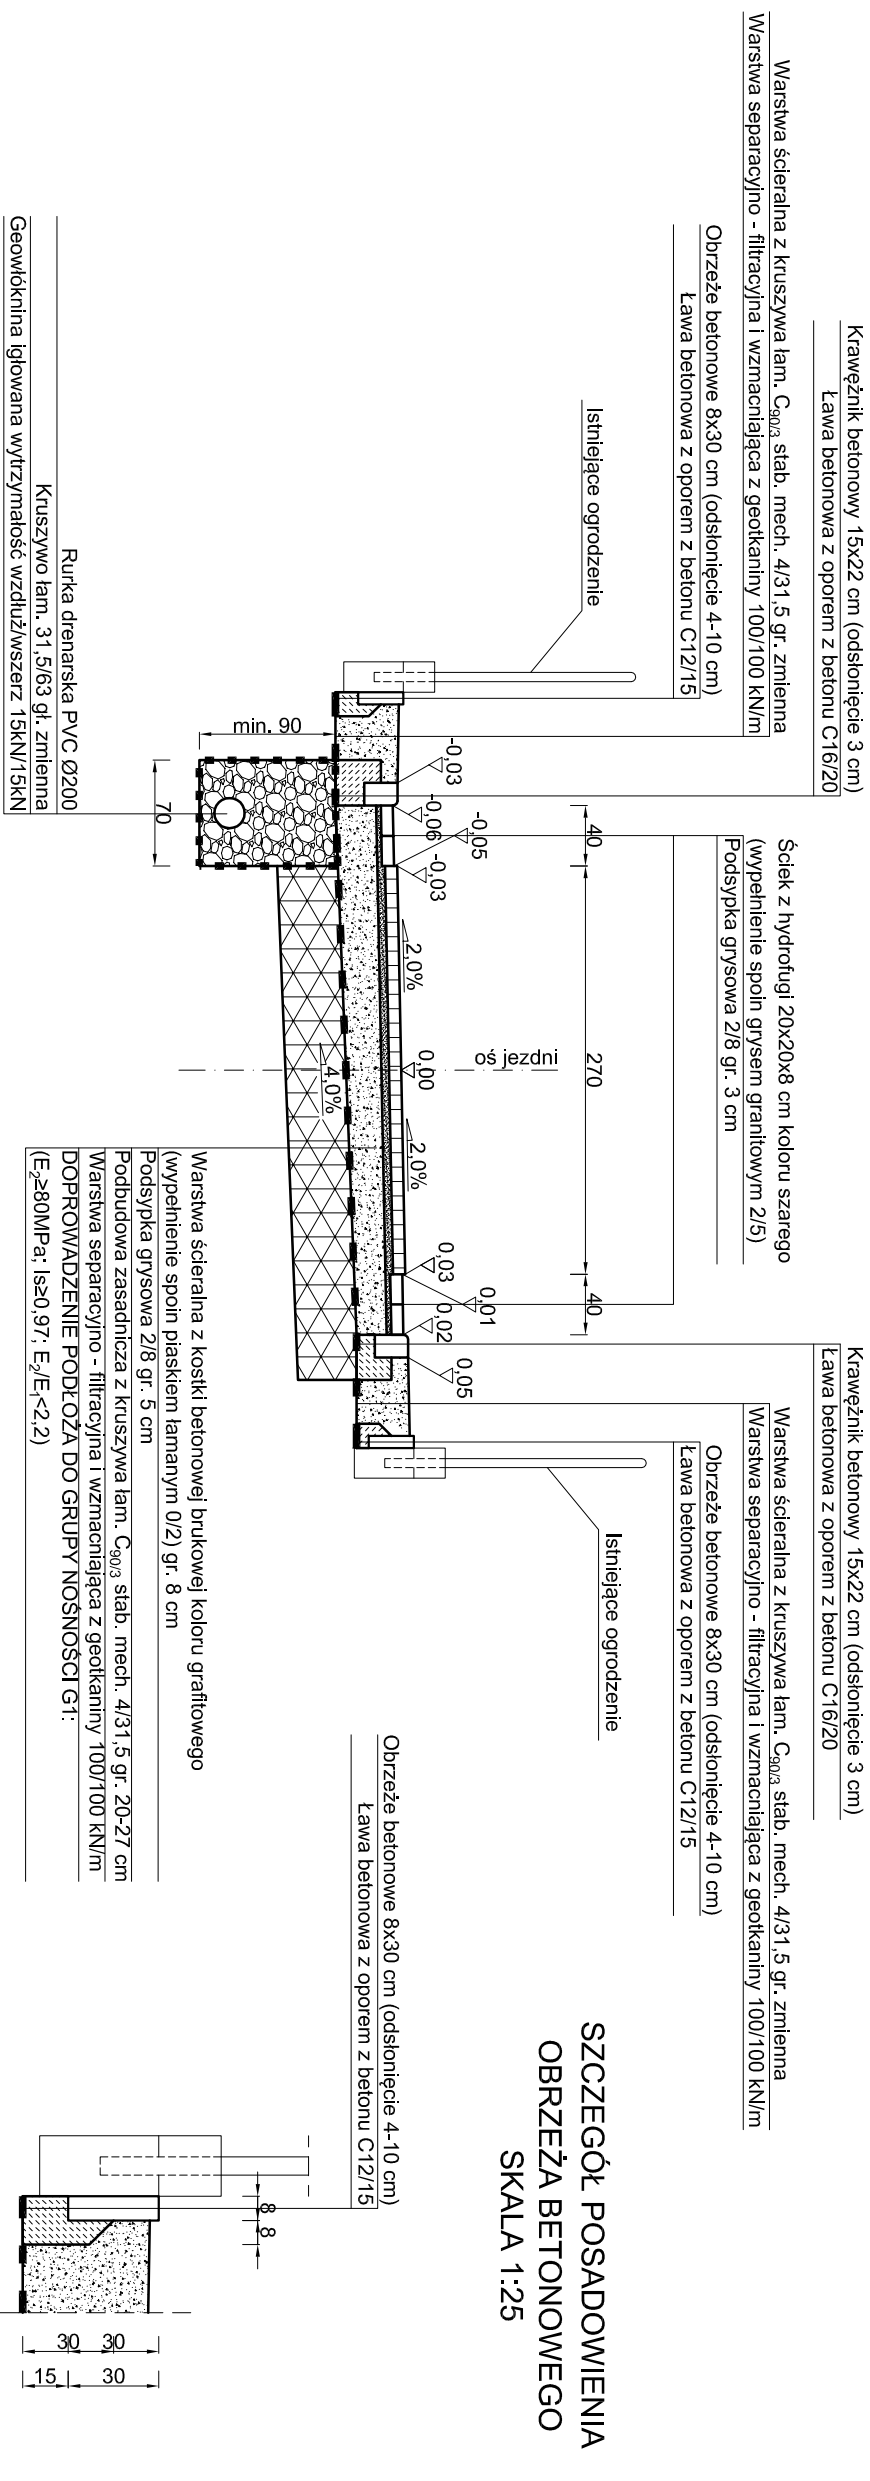 Krawężnik betonowy 15x22 cm (odsłonięcie 3 cm)
Ława betonowa z oporem z betonu C16/20
Warstwa ścieralna z kruszywa łam. C90/3 stab. mech. 4/31,5 gr. zmienna
Warstwa separacyjno - filtracyjna i wzmacniająca z geotkaniny 100/100 kN/m
Obrzeże betonowe 8x30 cm (odsłonięcie 4-10 cm)
Ława betonowa z oporem z betonu C12/15
Istniejące ogrodzenie
Ściek z hydrofugi 20x20x8 cm koloru szarego
(wypełnienie spoin grysem granitowym 2/5)
Podsypka grysowa 2/8 gr. 3 cm
Krawężnik betonowy 15x22 cm (odsłonięcie 3 cm)
Ława betonowa z oporem z betonu C16/20
Warstwa ścieralna z kruszywa łam. C90/3 stab. mech. 4/31,5 gr. zmienna
Warstwa separacyjno - filtracyjna i wzmacniająca z geotkaniny 100/100 kN/m
Obrzeże betonowe 8x30 cm (odsłonięcie 4-10 cm)
Ława betonowa z oporem z betonu C12/15
Istniejące ogrodzenie
40
270
40
oś jezdni
-0,03
-0,06
-0,05
-0,03
2,0%
0,00
2,0%
0,03
0,01
0,02
0,05
4,0%
min. 90
70
Rurka drenarska PVC Ø200
Kruszywo łam. 31,5/63 gł. zmienna
Geowłóknina igłowana wytrzymałość wzdłuż/wszerz 15kN/15kN
Warstwa ścieralna z kostki betonowej brukowej koloru grafitowego
(wypełnienie spoin piaskiem łamanym 0/2) gr. 8 cm
Podsypka grysowa 2/8 gr. 5 cm
Podbudowa zasadnicza z kruszywa łam. C90/3 stab. mech. 4/31,5 gr. 20-27 cm
Warstwa separacyjno - filtracyjna i wzmacniająca z geotkaniny 100/100 kN/m
DOPROWADZENIE PODŁOŻA DO GRUPY NOŚNOŚCI G1:
(E2≥80MPa; Is≥0,97; E2/E1<2,2)
SZCZEGÓŁ POSADOWIENIA
OBRZEŻA BETONOWEGO
SKALA 1:25
Obrzeże betonowe 8x30 cm (odsłonięcie 4-10 cm)
Ława betonowa z oporem z betonu C12/15
8
8
30
30
15
30